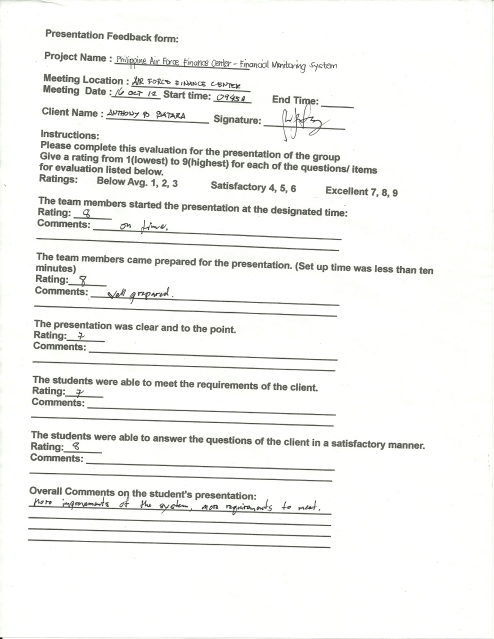 Presentation Feedback form:
Project Name : Philippine Air Force Finance Center - Financial Monitoring System
Meeting Location : AIR FORCE FINANCE CENTER
Meeting Date : 16 OCT 12 Start time: 0945H End Time:
Client Name : ANTHONY D BATARA Signature:
Instructions:
Please complete this evaluation for the presentation of the group
Give a rating from 1(lowest) to 9(highest) for each of the questions/ items
for evaluation listed below.
Ratings: Below Avg. 1, 2, 3 Satisfactory 4, 5, 6 Excellent 7, 8, 9
The team members started the presentation at the designated time:
Rating: 8
Comments: on time.
The team members came prepared for the presentation. (Set up time was less than ten
minutes)
Rating: 8
Comments: well prepared.
The presentation was clear and to the point.
Rating: 7
Comments:
The students were able to meet the requirements of the client.
Rating: 7
Comments:
The students were able to answer the questions of the client in a satisfactory manner.
Rating: 8
Comments:
Overall Comments on the student's presentation:
more improvements of the system, more requirements to meet.